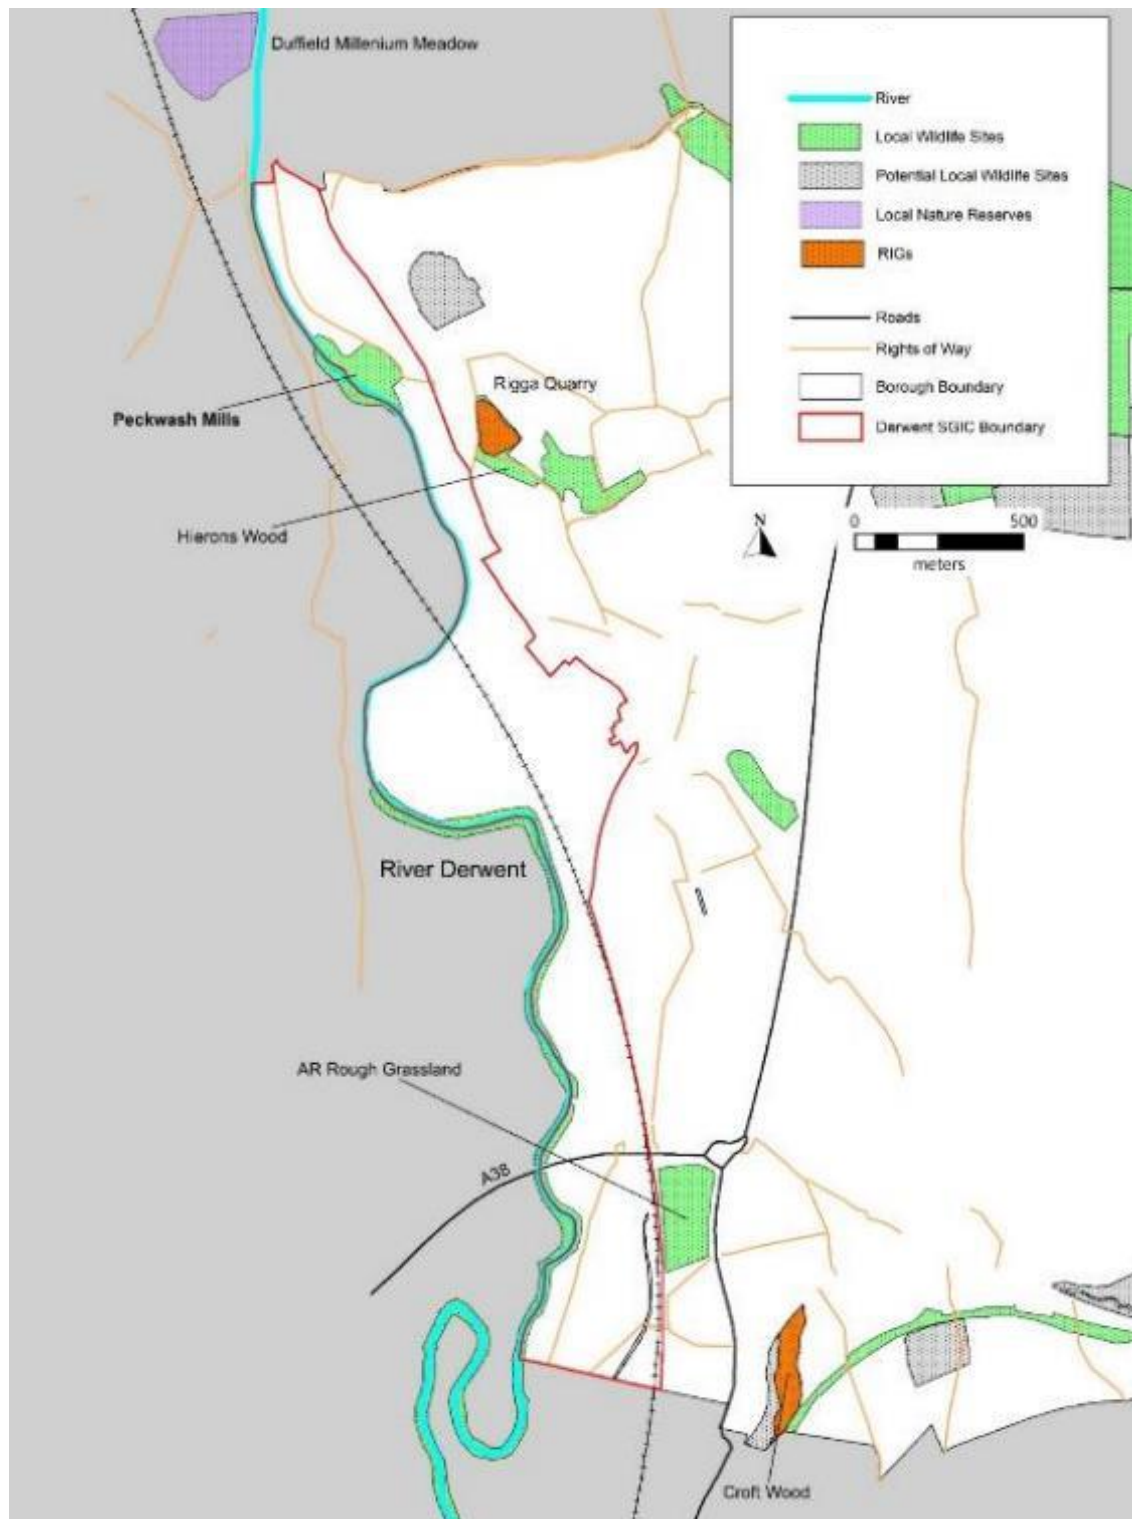 Duffield Millenium Meadow
River
Local Wildlife Sites
Potential Local Wildlife Sites
Local Nature Reserves
RIGs
Roads
Rights of Way
Borough Boundary
Derwent SGIC Boundary
Rigga Quarry
Peckwash Mills
Hierons Wood
N
0 500
meters
River Derwent
AR Rough Grassland
A38
Croft Wood